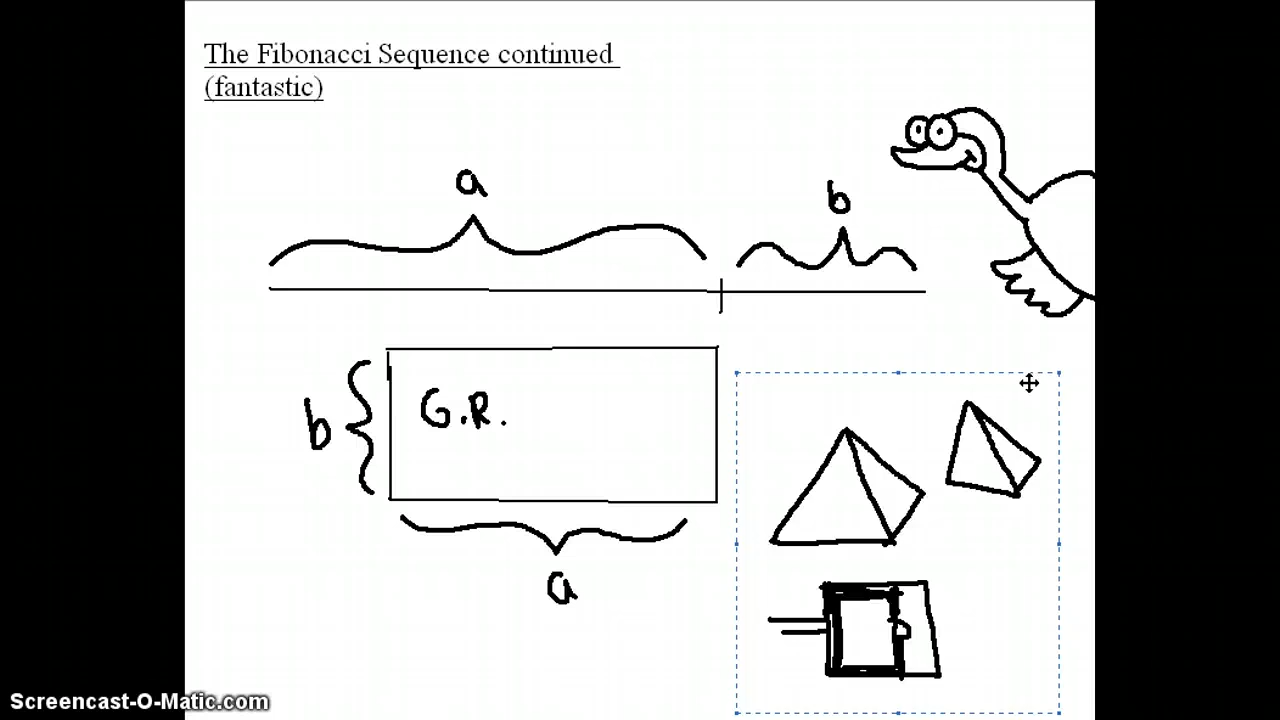 The Fibonacci Sequence continued
(fantastic)
a
b
b
G.R.
a
Screencast-O-Matic.com